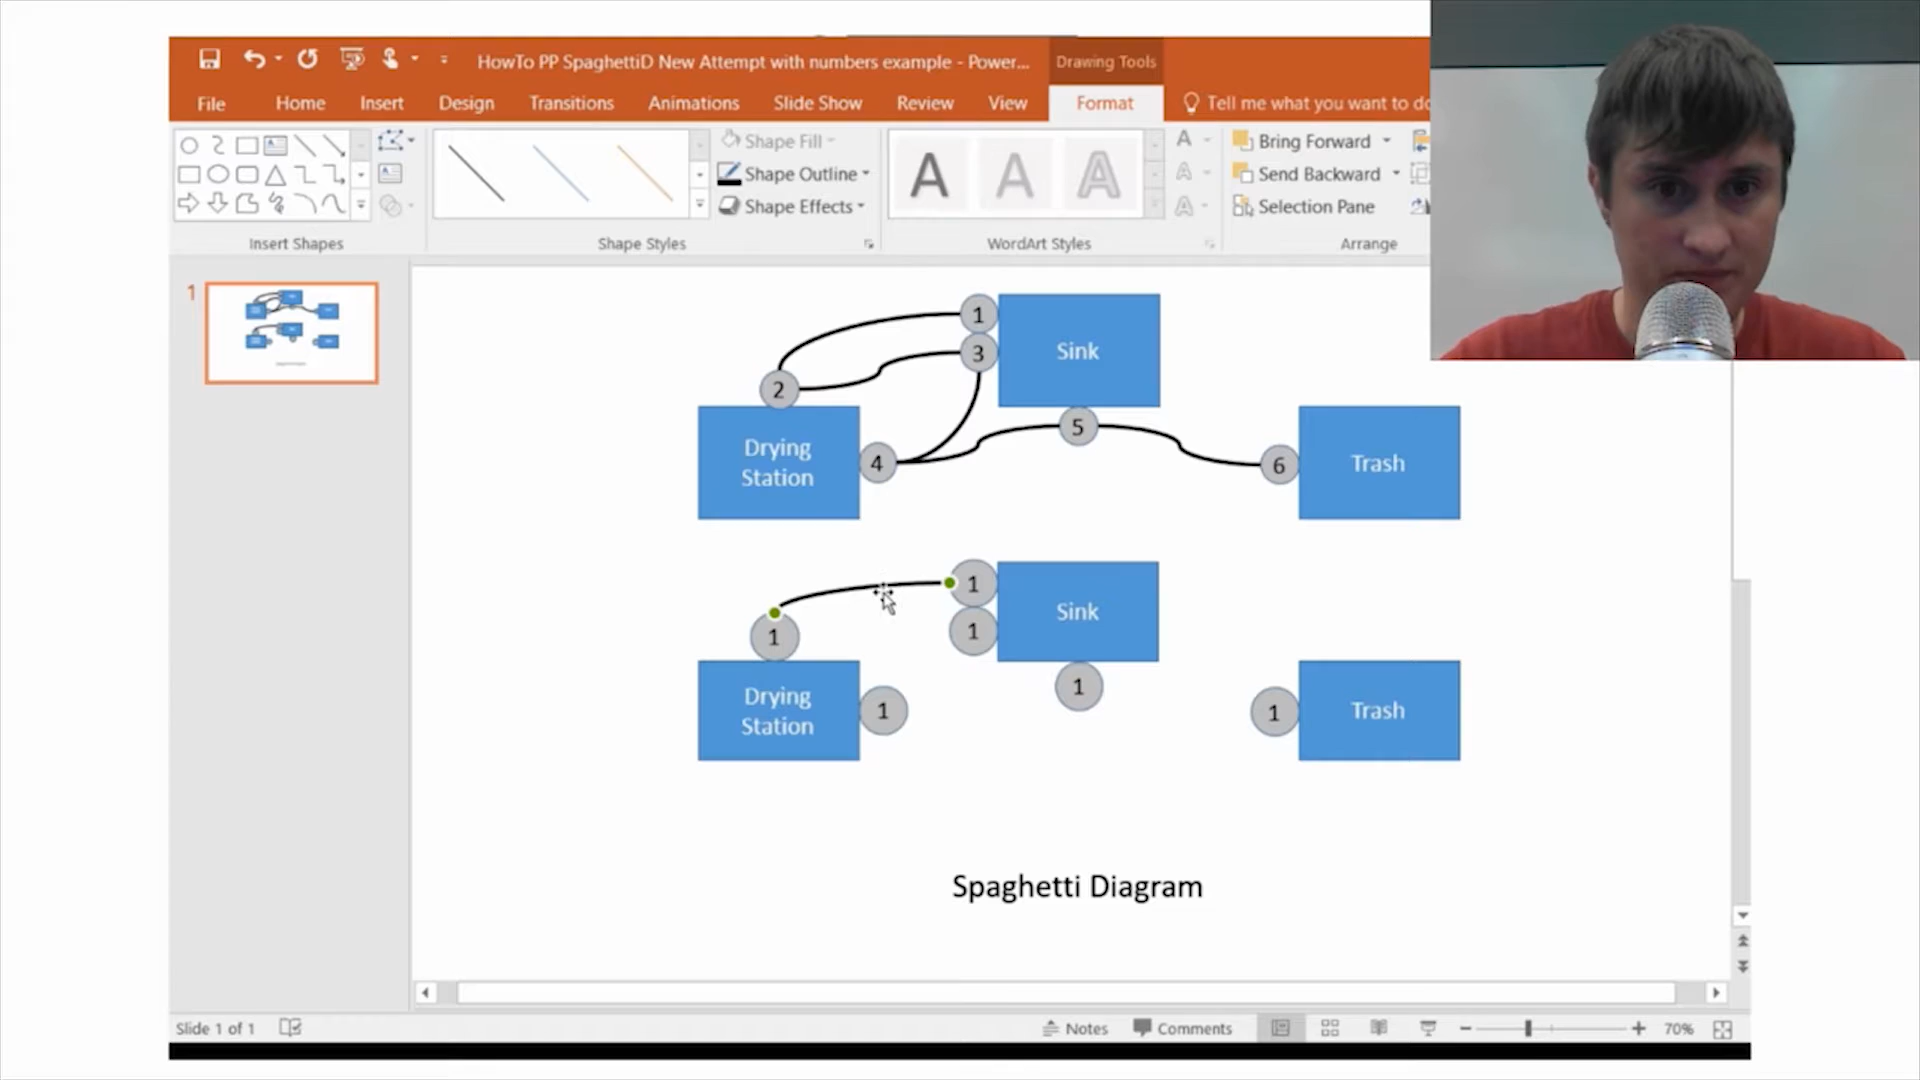 HowTo PP SpaghettiD New Attempt with numbers example - Power...
Drawing Tools
File
Home
Insert
Design
Transitions
Animations
Slide Show
Review
View
Format
Tell me what you want to do
Shape Fill
Shape Outline
Shape Effects
A
A
A
A
A
A
Bring Forward
Send Backward
Selection Pane
Insert Shapes
Shape Styles
WordArt Styles
Arrange
1
1
Sink
3
2
Drying
Station
4
5
6
Trash
1
Sink
1
1
Drying
Station
1
1
1
Trash
Spaghetti Diagram
Slide 1 of 1
Notes
Comments
70%